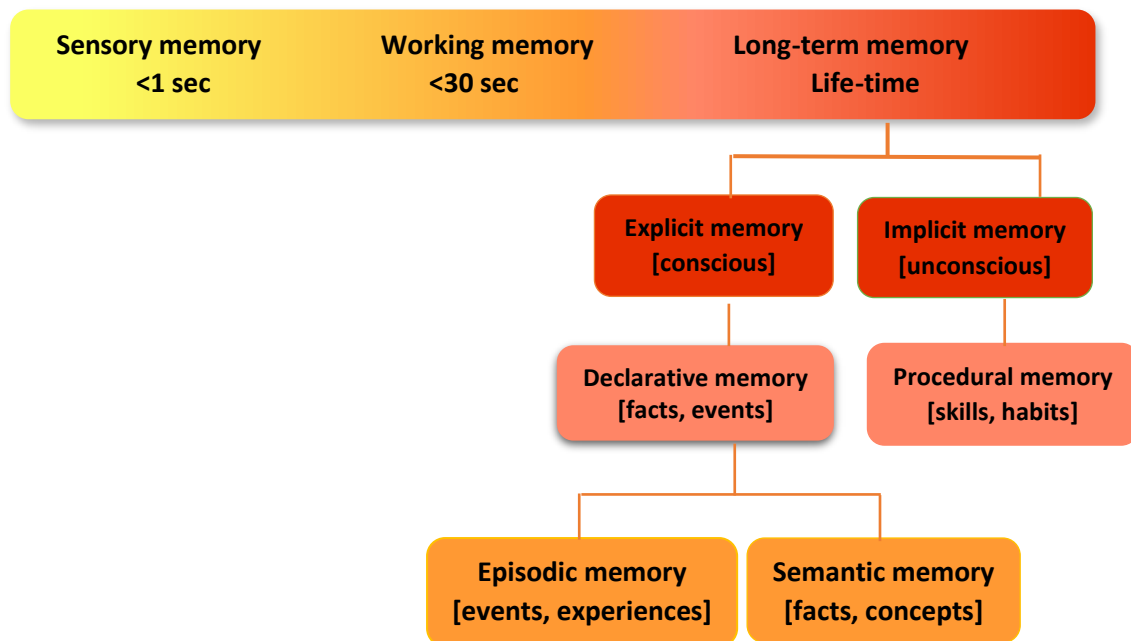 Sensory memory
<1 sec
Working memory
<30 sec
Long-term memory
Life-time
Explicit memory
[conscious]
Implicit memory
[unconscious]
Declarative memory
[facts, events]
Procedural memory
[skills, habits]
Episodic memory
[events, experiences]
Semantic memory
[facts, concepts]